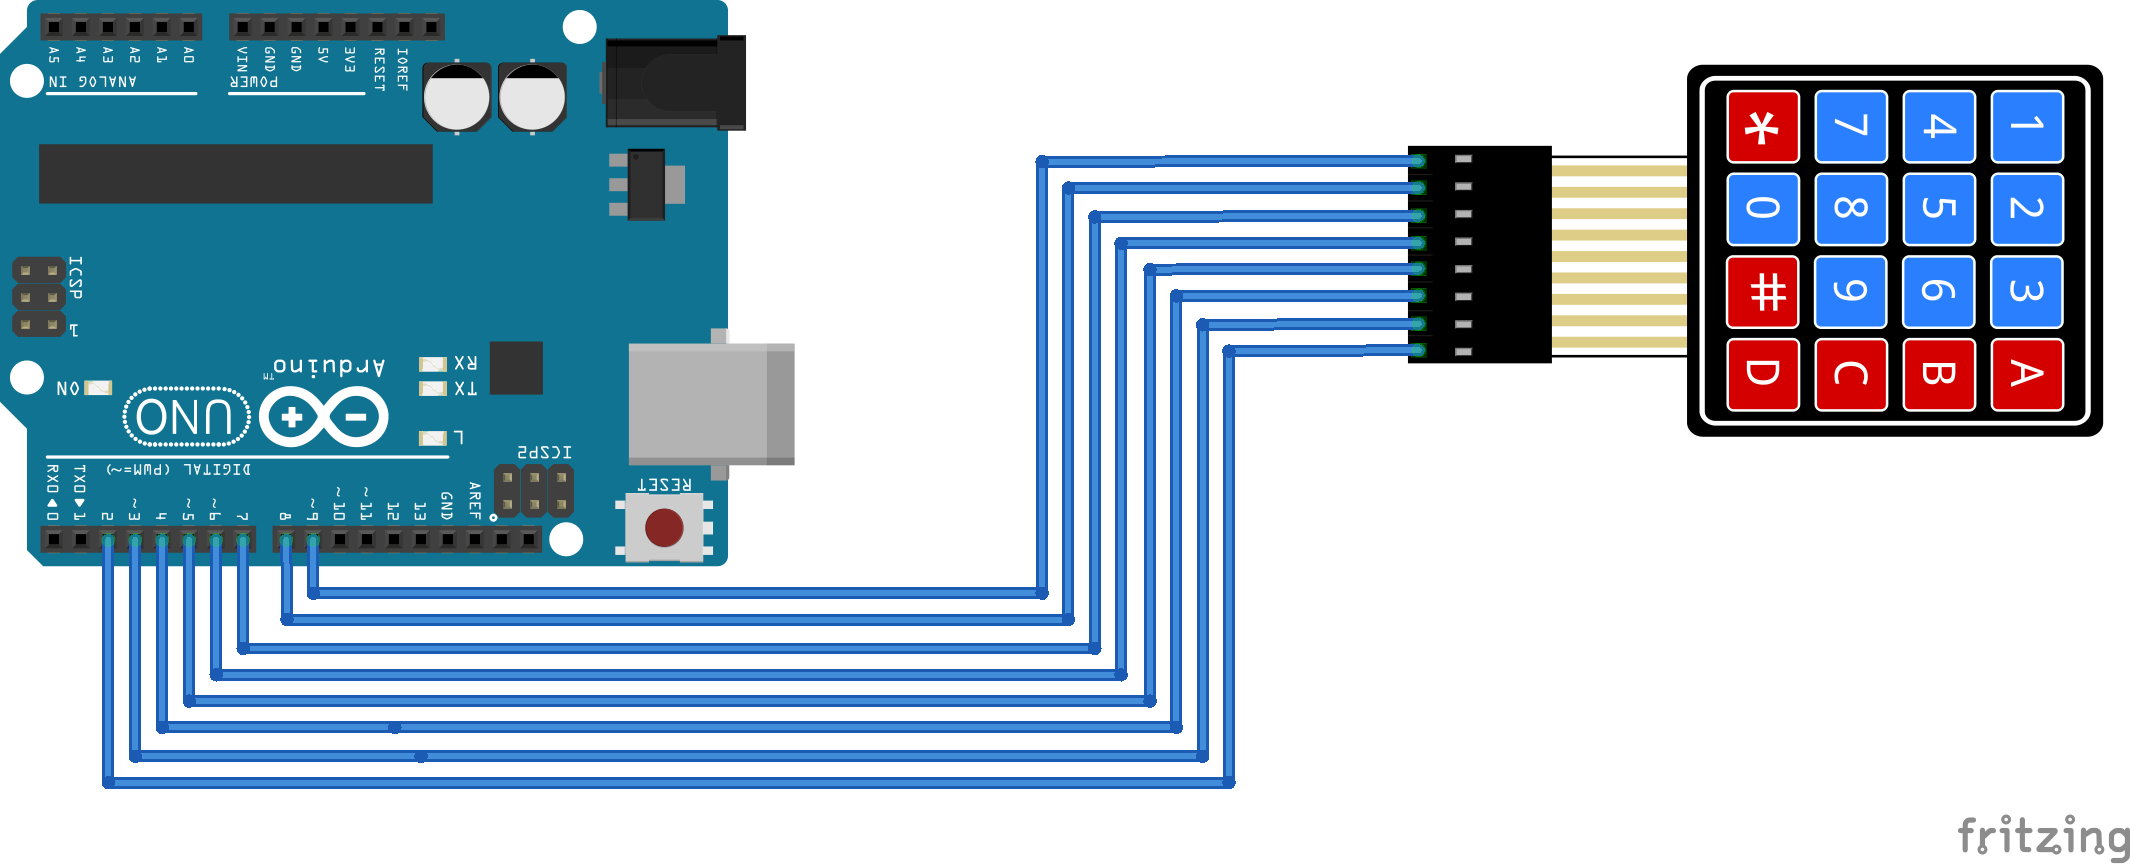 A5 A4 A3 A2 A1 A0
ANALOG IN
VIN GND GND 5V 3V3 RESET IOREF
POWER
ICSP
1
ON
Arduino™
UNO
RX
TX
L
ICSP2
RESET
DIGITAL (PWM=~)
RX0◄0 TX0►1 2 ~3 4 ~5 ~6 7 8 ~9 ~10 ~11 12 13 GND AREF
1 2 3 A
4 5 6 B
7 8 9 C
* 0 # D
fritzing